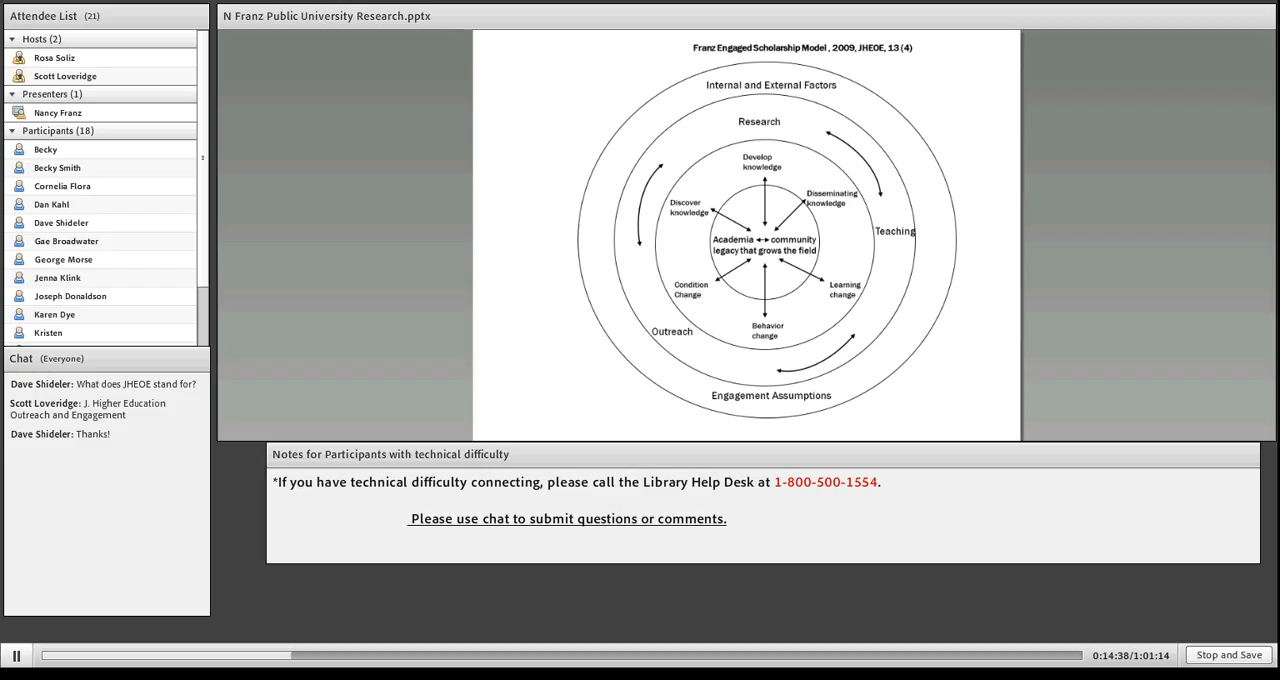 Attendee List (21)
Hosts (2)
Rosa Soliz
Scott Loveridge
Presenters (1)
Nancy Franz
Participants (18)
Becky
Becky Smith
Cornelia Flora
Dan Kahl
Dave Shideler
Gae Broadwater
George Morse
Jenna Klink
Joseph Donaldson
Karen Dye
Kristen
Chat (Everyone)
Dave Shideler: What does JHEOE stand for?
Scott Loveridge: J. Higher Education
Outreach and Engagement
Dave Shideler: Thanks!
N Franz Public University Research.pptx
Franz Engaged Scholarship Model , 2009, JHEOE, 13 (4)
Internal and External Factors
Research
Develop
knowledge
Disseminating
knowledge
Discover
knowledge
Teaching
Academia community
legacy that grows the field
Condition
Change
Learning
change
Behavior
change
Outreach
Engagement Assumptions
Notes for Participants with technical difficulty
*If you have technical difficulty connecting, please call the Library Help Desk at 1-800-500-1554.
Please use chat to submit questions or comments.
0:14:38/1:01:14
Stop and Save